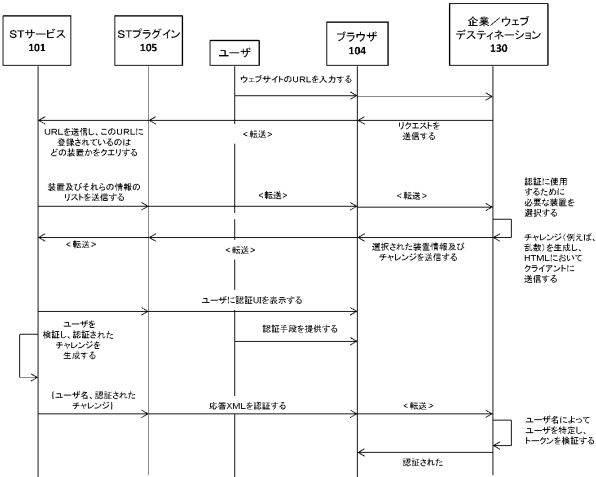 STサービス
101
STプラグイン
105
ユーザ
ブラウザ
104
企業／ウェブ
デスティネーション
130
ウェブサイトのURLを入力する
リクエストを
送信する
<転送>
URLを送信し、このURLに
登録されているのは
どの装置かをクエリする
装置及びそれらの情報の
リストを送信する
<転送>
<転送>
認証に使用
するために
必要な装置を
選択する
チャレンジ(例えば、
乱数)を生成し、
HTMLにおいて
クライアントに
送信する
選択された装置情報及び
チャレンジを送信する
<転送>
<転送>
ユーザに認証UIを表示する
ユーザを
検証し、認証された
チャレンジを
生成する
認証手段を提供する
[ユーザ名、認証された
チャレンジ]
応答XMLを認証する
<転送>
ユーザ名によって
ユーザを特定し、
トークンを検証する
認証された